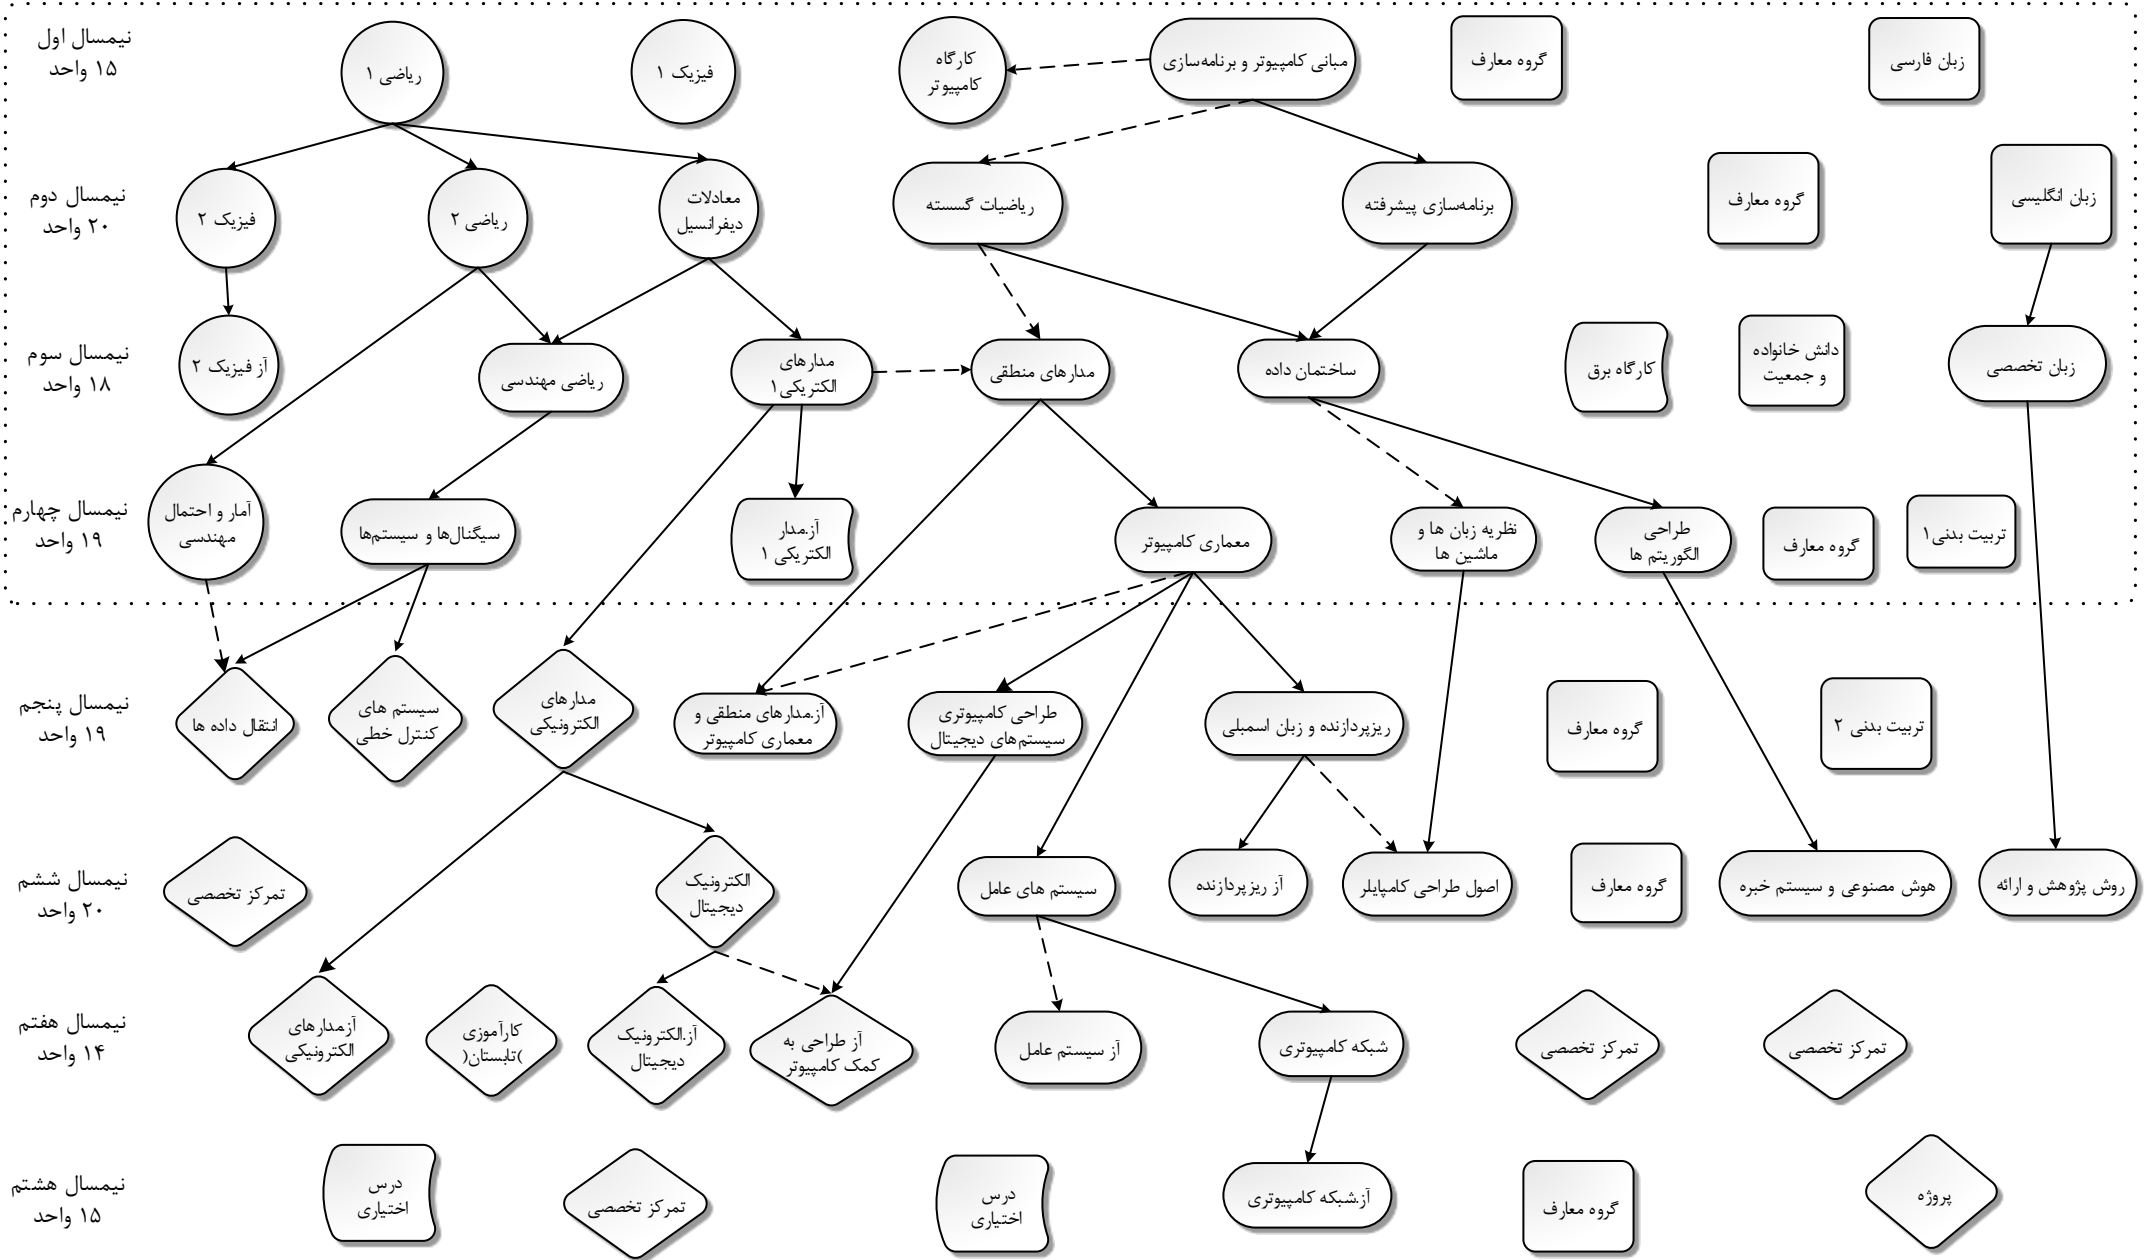 نیمسال اول
۱۵ واحد
ریاضی ۱
فیزیک ۱
کارگاه
کامپیوتر
مبانی کامپیوتر و برنامه‌سازی
گروه معارف
زبان فارسی
نیمسال دوم
۲۰ واحد
فیزیک ۲
ریاضی ۲
معادلات
دیفرانسیل
ریاضیات گسسته
برنامه‌سازی پیشرفته
گروه معارف
زبان انگلیسی
نیمسال سوم
۱۸ واحد
آز فیزیک ۲
ریاضی مهندسی
مدارهای
الکتریکی۱
مدارهای منطقی
ساختمان داده
کارگاه برق
دانش خانواده
و جمعیت
زبان تخصصی
نیمسال چهارم
۱۹ واحد
آمار و احتمال
مهندسی
سیگنال‌ها و سیستم‌ها
آز.مدار
الکتریکی ۱
معماری کامپیوتر
نظریه زبان ها و
ماشین ها
طراحی
الگوریتم ها
گروه معارف
تربیت بدنی۱
نیمسال پنجم
۱۹ واحد
انتقال داده ها
سیستم های
کنترل خطی
مدارهای
الکترونیکی
آز.مدارهای منطقی و
معماری کامپیوتر
طراحی کامپیوتری
سیستم‌های دیجیتال
ریزپردازنده و زبان اسمبلی
گروه معارف
تربیت بدنی ۲
نیمسال ششم
۲۰ واحد
تمرکز تخصصی
الکترونیک
دیجیتال
سیستم های عامل
آز ریزپردازنده
اصول طراحی کامپایلر
گروه معارف
هوش مصنوعی و سیستم خبره
روش پژوهش و ارائه
نیمسال هفتم
۱۴ واحد
آز.مدارهای
الکترونیکی
کارآموزی
)تابستان(
آز.الکترونیک
دیجیتال
آز طراحی به
کمک کامپیوتر
آز سیستم عامل
شبکه کامپیوتری
تمرکز تخصصی
تمرکز تخصصی
نیمسال هشتم
۱۵ واحد
درس
اختیاری
تمرکز تخصصی
درس
اختیاری
آز.شبکه کامپیوتری
گروه معارف
پروژه